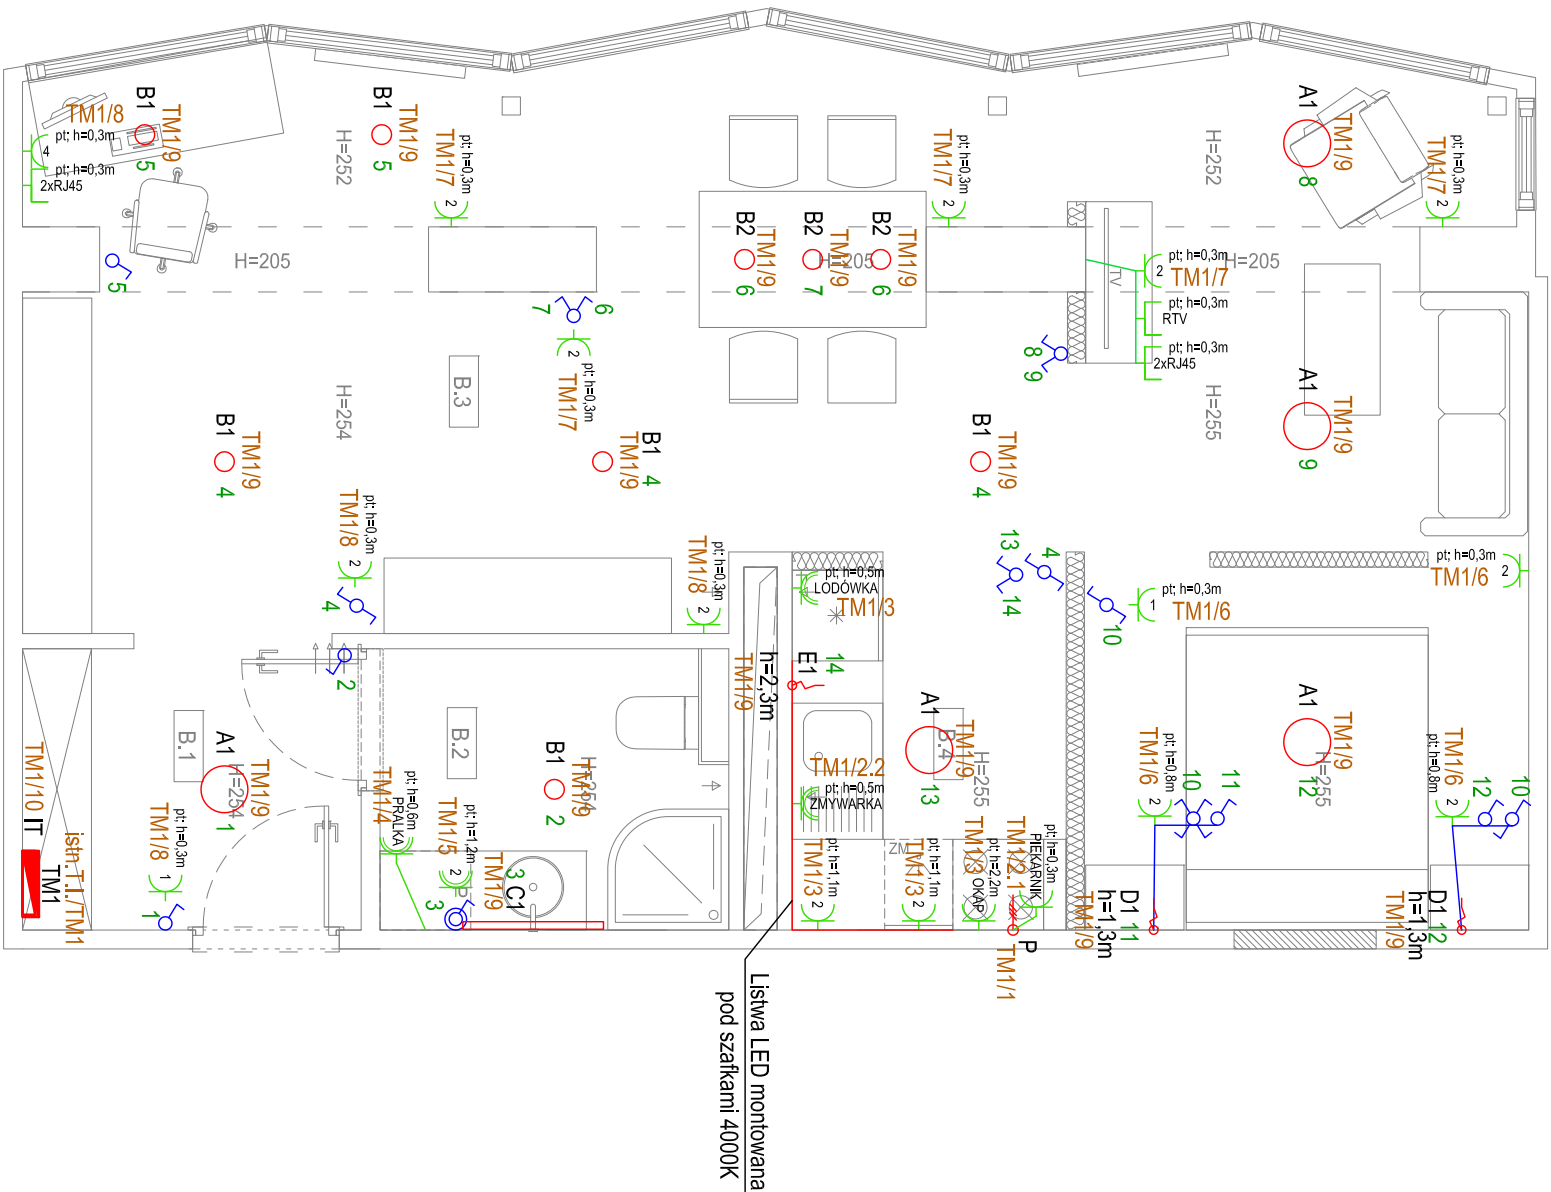 B1
TM1/9
5
TM1/8
pt; h=0,3m
4
pt; h=0,3m
2xRJ45
B1
TM1/9
5
H=252
pt; h=0,3m
TM1/7
2
pt; h=0,3m
TM1/7
2
H=252
A1
TM1/9
8
pt; h=0,3m
TM1/7
2
5
H=205
B2
TM1/9
6
B2
TM1/9
7
H=205
B2
TM1/9
6
pt; h=0,3m
2
TM1/7
TV
pt; h=0,3m
RTV
pt; h=0,3m
2xRJ45
H=205
7
6
2
pt; h=0,3m
TM1/7
8
9
B.3
H=254
H=255
A1
TM1/9
9
B1
TM1/9
4
B1
TM1/9
4
B1
TM1/9
4
pt; h=0,3m
TM1/8
2
4
pt; h=0,3m
TM1/8
2
pt; h=0,5m
LODÓWKA
TM1/3
13
14
4
10
pt; h=0,3m
1
TM1/6
pt; h=0,3m
TM1/6
2
2
h=2,3m
TM1/9
E1
14
B.1
A1
TM1/9
H=254
1
B.2
B1
TM1/9
H=254
2
A1
TM1/9
B.4
H=255
13
A1
TM1/9
12
H=255
TM1/6
pt; h=0,8m
2
10
11
TM1/6
pt; h=0,8m
2
12
10
TM1/10 IT
TM1
istn.T.I./TM1
pt; h=0,3m
TM1/8
1
1
TM1/4
pt; h=0,6m
PRALKA
pt; h=1,2m
TM1/5
2
P
3
TM1/9
3
C1
TM1/2.2
pt; h=0,5m
ZMYWARKA
pt; h=1,1m
TM1/3
2
ZM.
pt; h=1,1m
TM1/3
2
pt; h=2,2m
TM1/3
OKAP
pt; h=0,3m
PIEKARNIK
TM1/2.1
P
TM1/1
D1 11
h=1,3m
TM1/9
D1 12
h=1,3m
TM1/9
Listwa LED montowana
pod szafkami 4000K